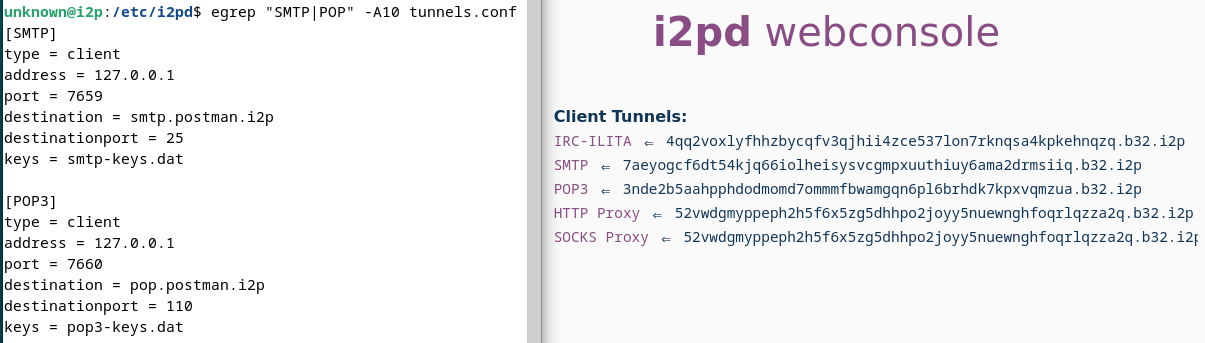 unknown@i2p:/etc/i2pd$ egrep "SMTP|POP" -A10 tunnels.conf
[SMTP]
type = client
address = 127.0.0.1
port = 7659
destination = smtp.postman.i2p
destinationport = 25
keys = smtp-keys.dat

[POP3]
type = client
address = 127.0.0.1
port = 7660
destination = pop.postman.i2p
destinationport = 110
keys = pop3-keys.dat
i2pd webconsole
Client Tunnels:
IRC-ILITA ⇐ 4qq2voxlyfhhzbycqfv3qjhii4zce537lon7rknqsa4kpkehnqzq.b32.i2p
SMTP ⇐ 7aeyogcf6dt54kjq66iolheisysvcgmpxuuthiuy6ama2drmsiiq.b32.i2p
POP3 ⇐ 3nde2b5aahpphdodmomd7ommmfbwamgqn6pl6brhdk7kpxvqmzua.b32.i2p
HTTP Proxy ⇐ 52vwdgmyppeph2h5f6x5zg5dhhpo2joyy5nuewnghfoqrlqzza2q.b32.i2p
SOCKS Proxy ⇐ 52vwdgmyppeph2h5f6x5zg5dhhpo2joyy5nuewnghfoqrlqzza2q.b32.i2p